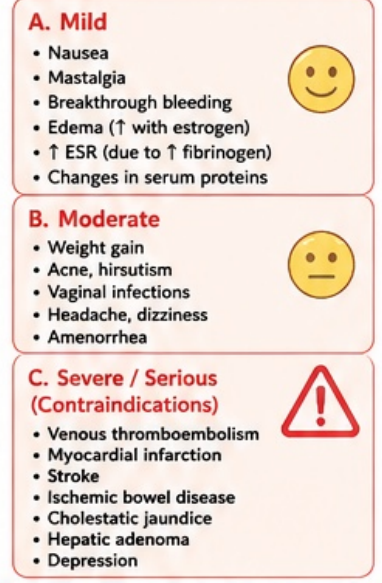 A. Mild
• Nausea
• Mastalgia
• Breakthrough bleeding
• Edema (↑ with estrogen)
• ↑ ESR (due to ↑ fibrinogen)
• Changes in serum proteins
B. Moderate
• Weight gain
• Acne, hirsutism
• Vaginal infections
• Headache, dizziness
• Amenorrhea
C. Severe / Serious
(Contraindications)
• Venous thromboembolism
• Myocardial infarction
• Stroke
• Ischemic bowel disease
• Cholestatic jaundice
• Hepatic adenoma
• Depression